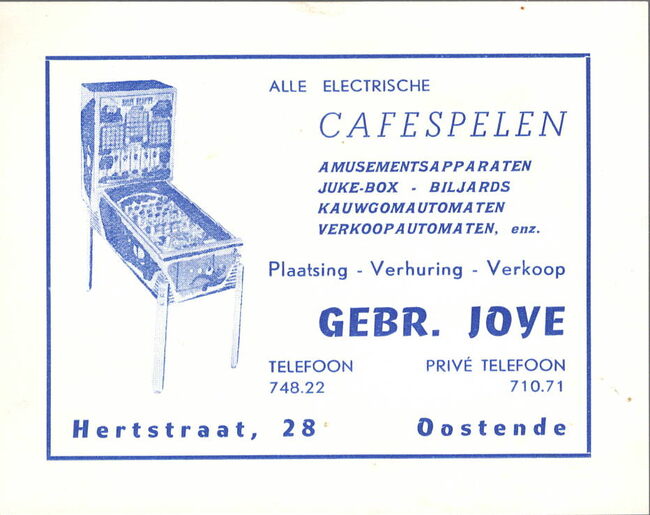 ALLE ELECTRISCHE
CAFESPELEN
AMUSEMENTSAPPARATEN
JUKE-BOX - BILJARDS
KAUWGOMAUTOMATEN
VERKOOPAUTOMATEN, enz.
Plaatsing - Verhuring - Verkoop
GEBR. JOYE
TELEFOON PRIVÉ TELEFOON
748.22 710.71
Hertstraat, 28 Oostende